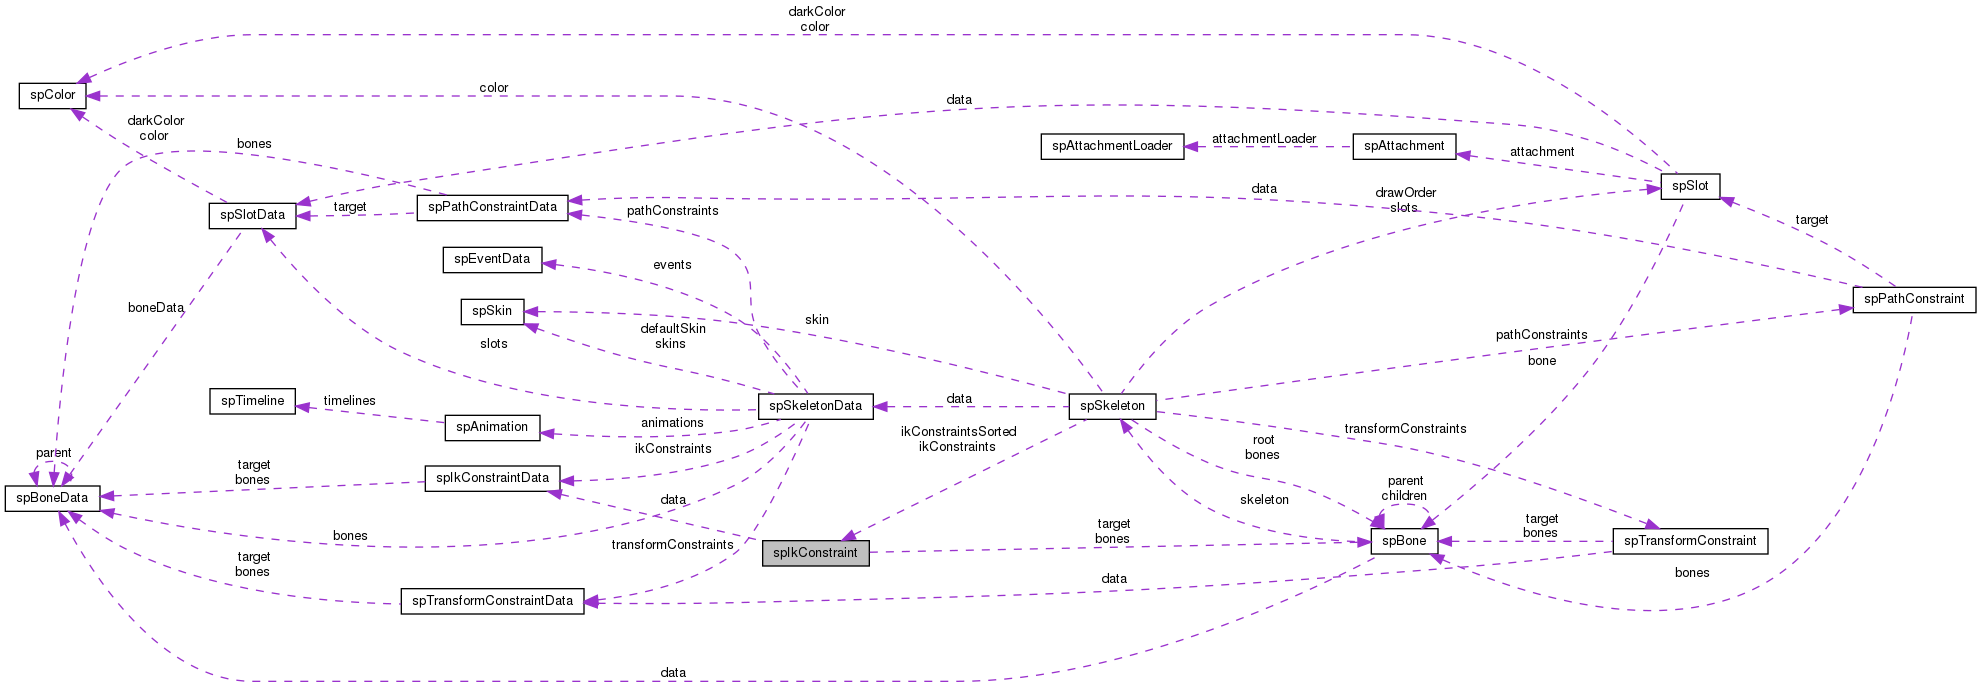 darkColor
color
spColor
color
data
darkColor
color
bones
spAttachmentLoader
attachmentLoader
spAttachment
attachment
spSlot
data
drawOrder
slots
spPathConstraintData
target
spSlotData
pathConstraints
target
spEventData
events
spPathConstraint
boneData
spSkin
skin
defaultSkin
skins
slots
pathConstraints
bone
spTimeline
timelines
spSkeletonData
data
spSkeleton
spAnimation
animations
ikConstraintsSorted
ikConstraints
transformConstraints
root
bones
ikConstraints
parent
target
bones
spIkConstraintData
parent
children
spBoneData
data
skeleton
bones
target
bones
target
bones
transformConstraints
spIkConstraint
spBone
spTransformConstraint
target
bones
data
bones
spTransformConstraintData
data